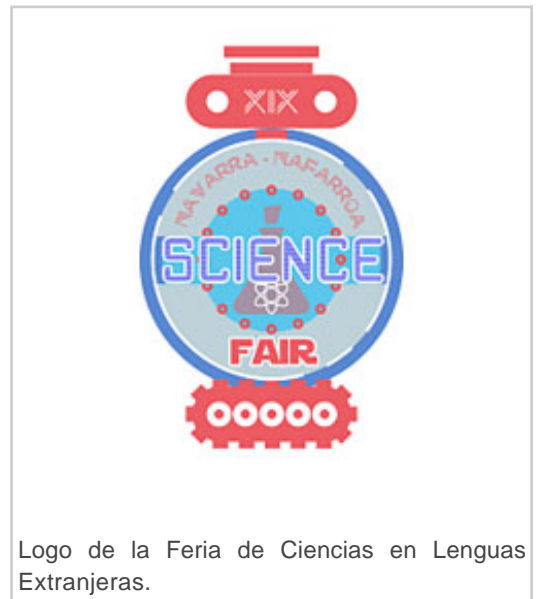 XIX
NAVARRA - NAFARROA
SCIENCE
FAIR
Logo de la Feria de Ciencias en Lenguas
Extranjeras.